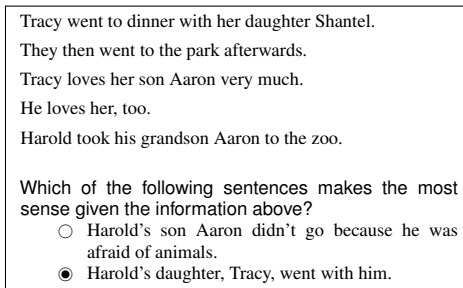 Tracy went to dinner with her daughter Shantel.
They then went to the park afterwards.
Tracy loves her son Aaron very much.
He loves her, too.
Harold took his grandson Aaron to the zoo.
Which of the following sentences makes the most
sense given the information above?
○ Harold's son Aaron didn't go because he was
afraid of animals.
◉ Harold's daughter, Tracy, went with him.